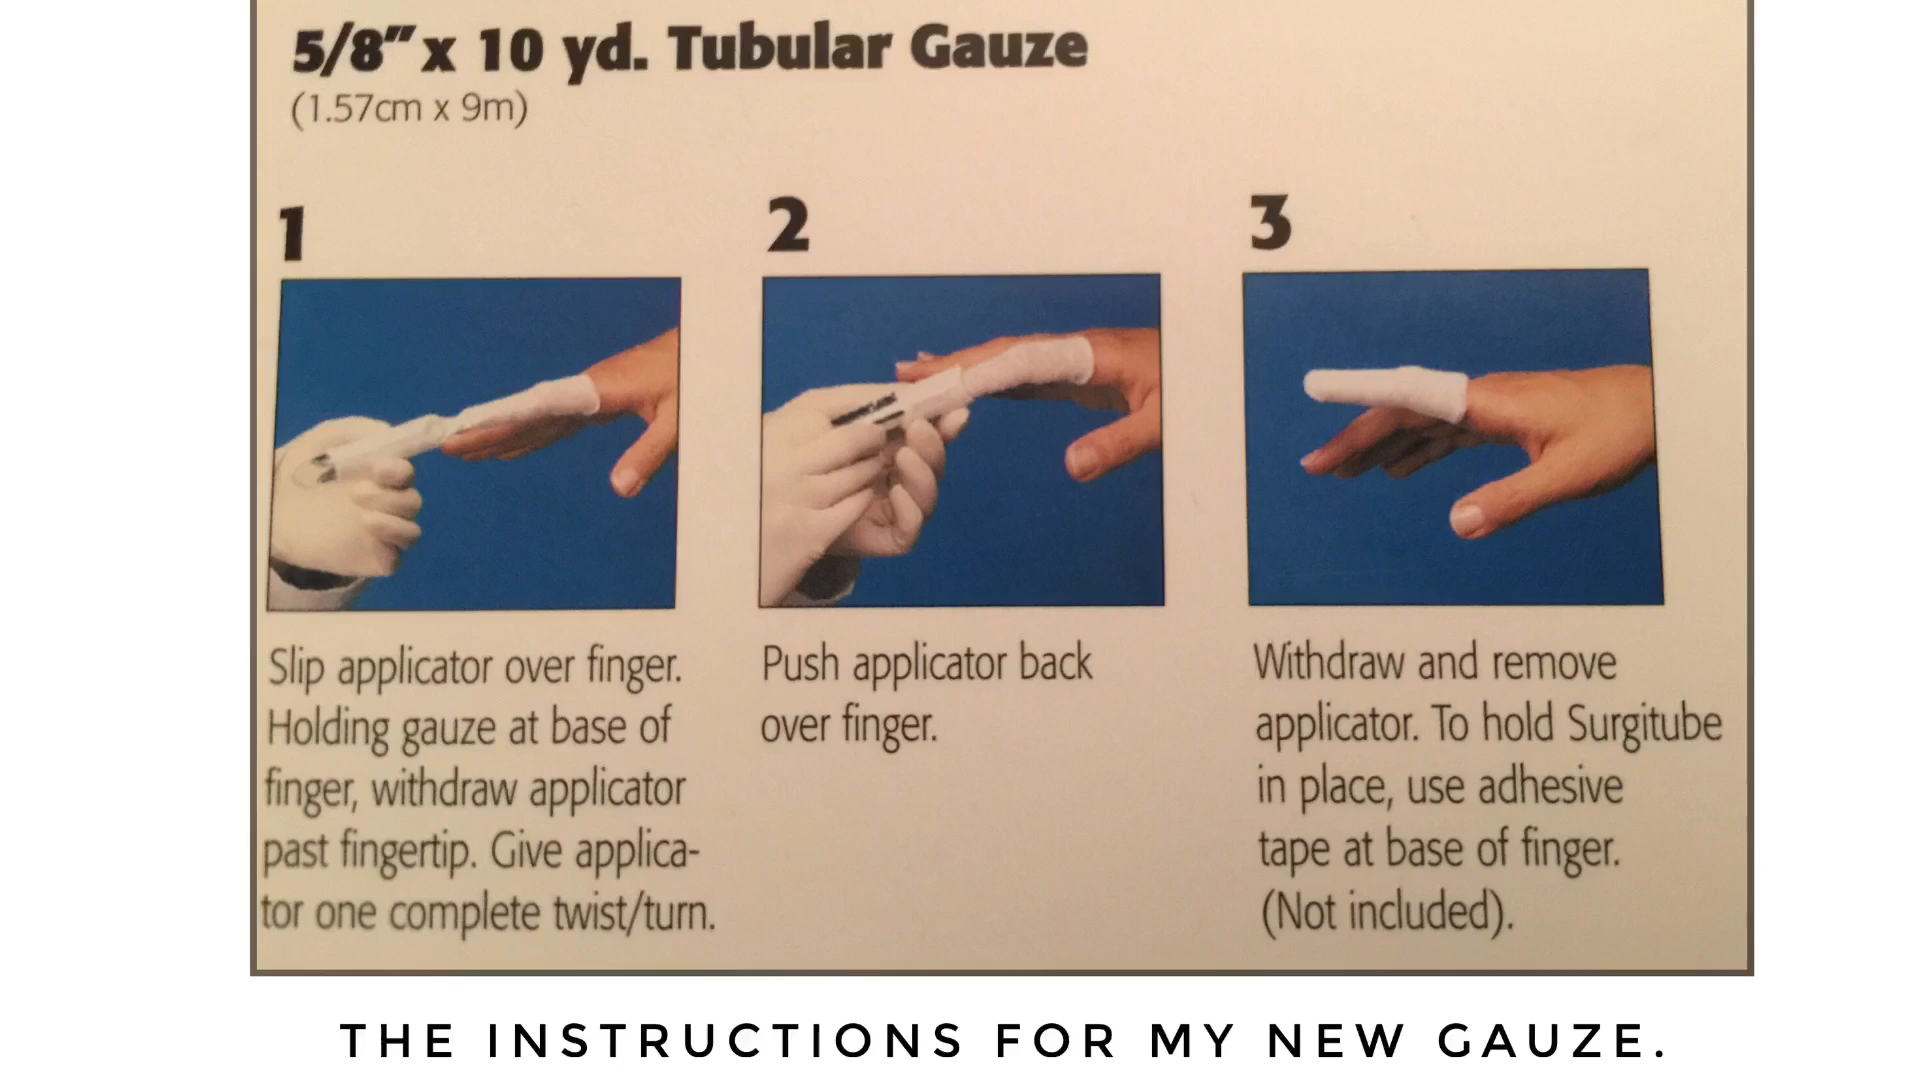 5/8" x 10 yd. Tubular Gauze
(1.57cm x 9m)
1
Slip applicator over finger.
Holding gauze at base of
finger, withdraw applicator
past fingertip. Give applica-
tor one complete twist/turn.
2
Push applicator back
over finger.
3
Withdraw and remove
applicator. To hold Surgitube
in place, use adhesive
tape at base of finger.
(Not included).
THE INSTRUCTIONS FOR MY NEW GAUZE.